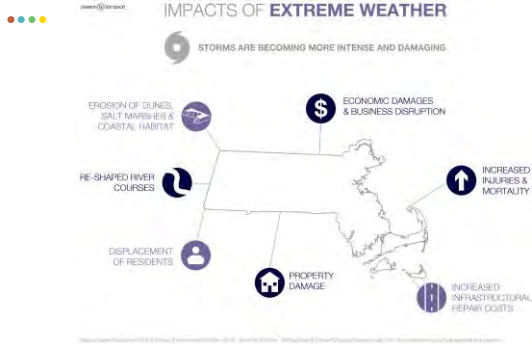 IMPACTS OF EXTREME WEATHER
STORMS ARE BECOMING MORE INTENSE AND DAMAGING
EROSION OF DUNES,
SALT MARSHES &
COASTAL HABITAT
ECONOMIC DAMAGES
& BUSINESS DISRUPTION
RE-SHAPED RIVER
COURSES
INCREASED
INJURIES &
MORTALITY
DISPLACEMENT
OF RESIDENTS
PROPERTY
DAMAGE
INCREASED
INFRASTRUCTURAL
REPAIR COSTS